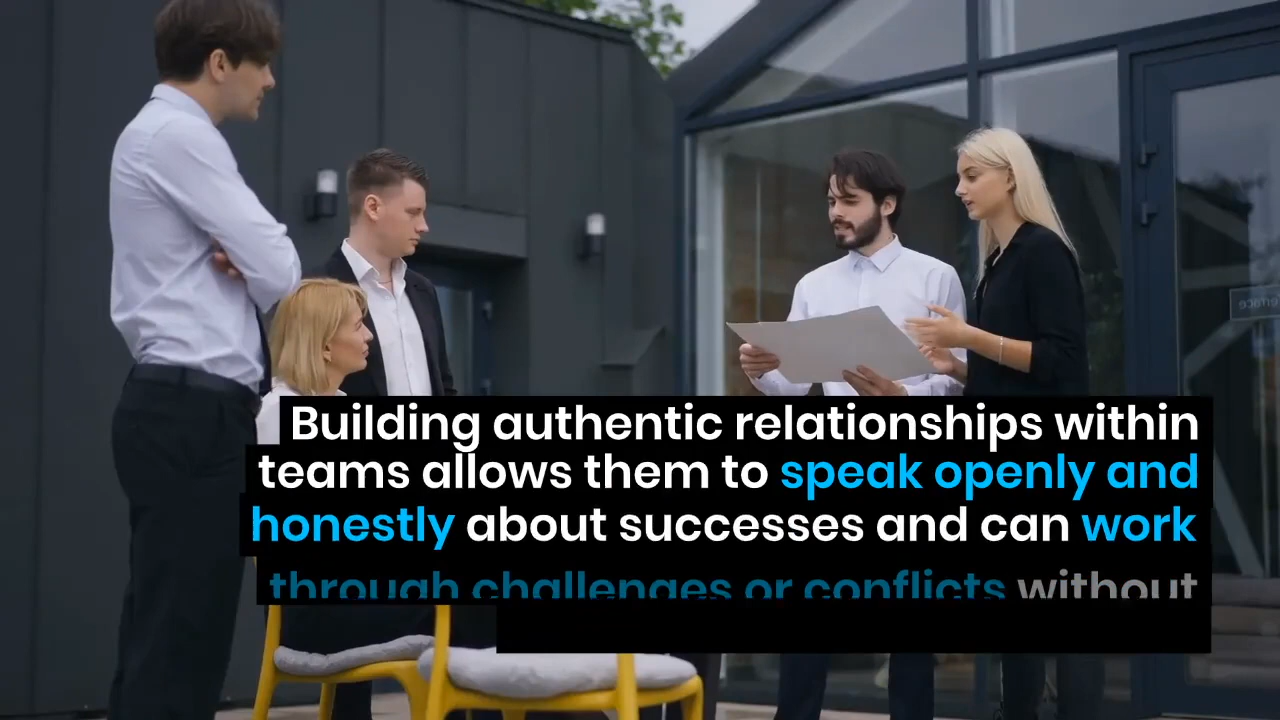 Building authentic relationships within
teams allows them to speak openly and
honestly about successes and can work
through challenges or conflicts without